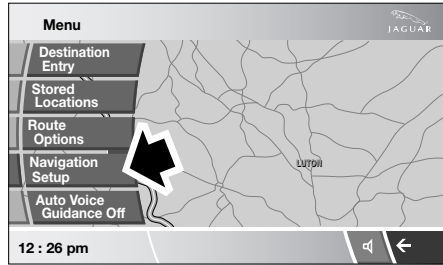 Menu
JAGUAR
Destination
Entry
Stored
Locations
Route
Options
Navigation
Setup
Auto Voice
Guidance Off
LUTON
12 : 26 pm